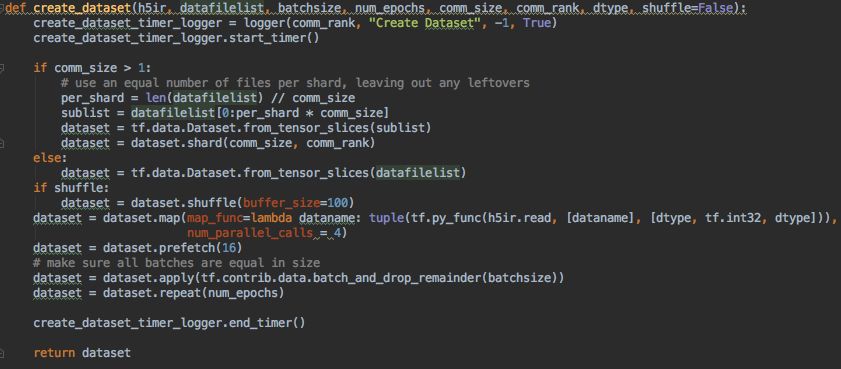 def create_dataset(h5ir, datafilelist, batchsize, num_epochs, comm_size, comm_rank, dtype, shuffle=False):
    create_dataset_timer_logger = logger(comm_rank, "Create Dataset", -1, True)
    create_dataset_timer_logger.start_timer()

    if comm_size > 1:
        # use an equal number of files per shard, leaving out any leftovers
        per_shard = len(datafilelist) // comm_size
        sublist = datafilelist[0:per_shard * comm_size]
        dataset = tf.data.Dataset.from_tensor_slices(sublist)
        dataset = dataset.shard(comm_size, comm_rank)
    else:
        dataset = tf.data.Dataset.from_tensor_slices(datafilelist)
    if shuffle:
        dataset = dataset.shuffle(buffer_size=100)
    dataset = dataset.map(map_func=lambda dataname: tuple(tf.py_func(h5ir.read, [dataname], [dtype, tf.int32, dtype])),
                          num_parallel_calls = 4)
    dataset = dataset.prefetch(16)
    # make sure all batches are equal in size
    dataset = dataset.apply(tf.contrib.data.batch_and_drop_remainder(batchsize))
    dataset = dataset.repeat(num_epochs)

    create_dataset_timer_logger.end_timer()

    return dataset